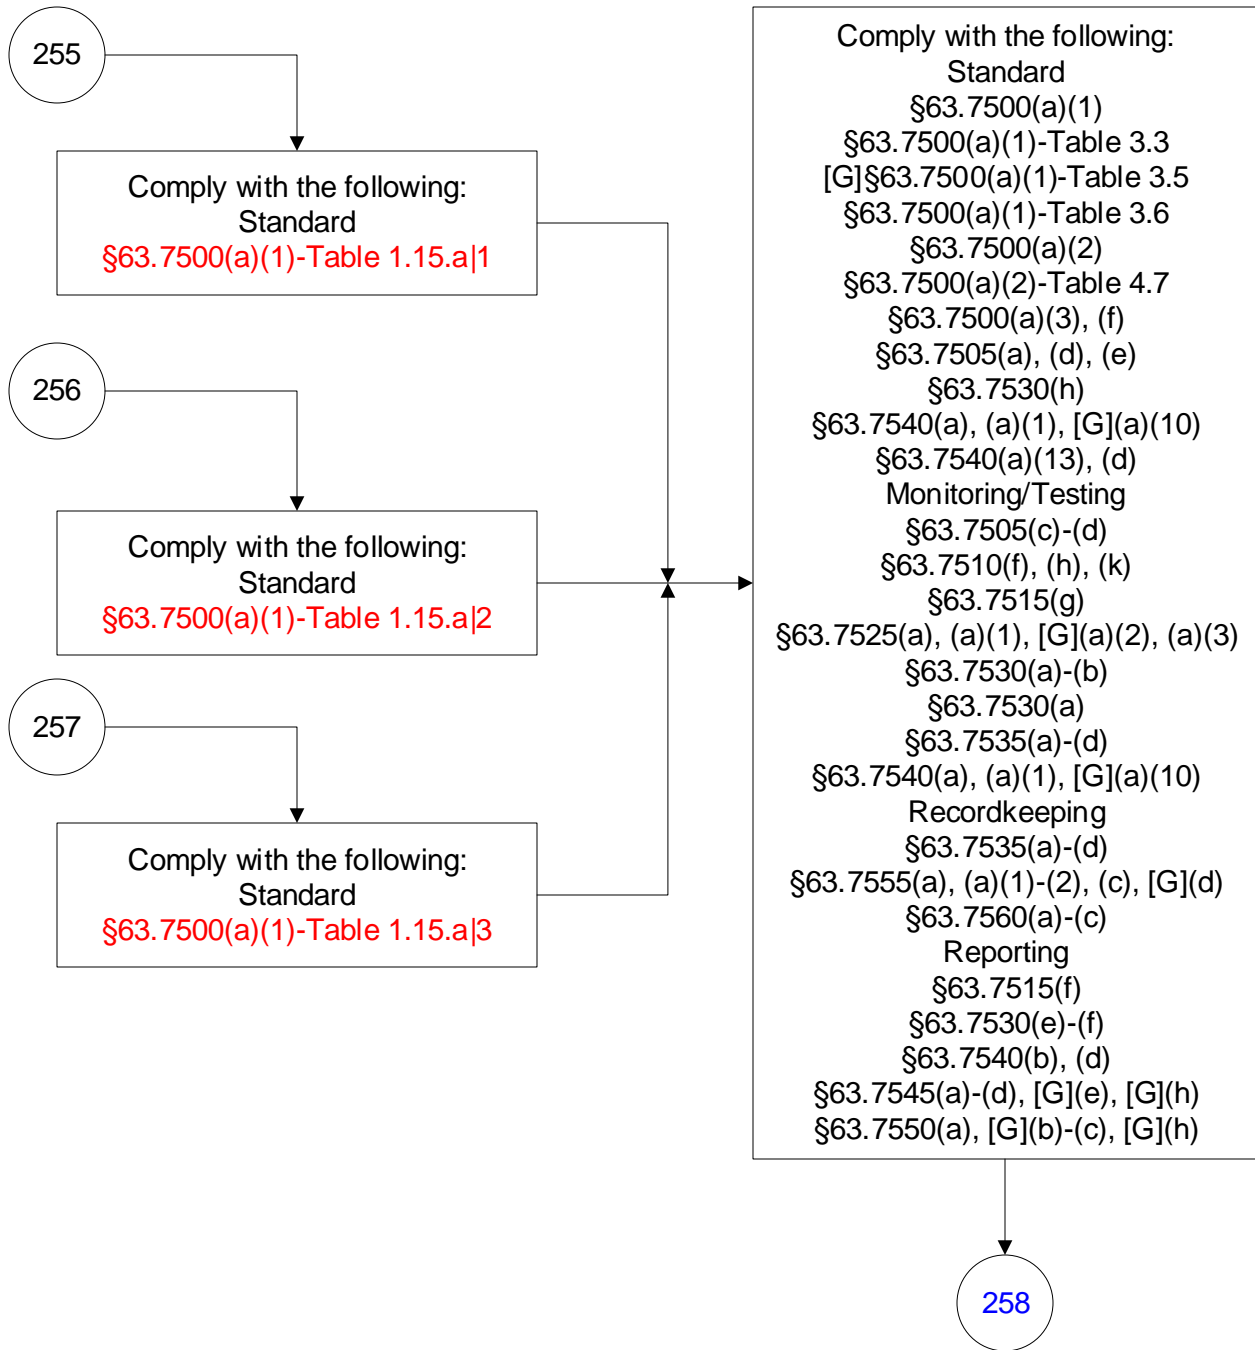 255
Comply with the following:
Standard
§63.7500(a)(1)-Table 1.15.a|1
256
Comply with the following:
Standard
§63.7500(a)(1)-Table 1.15.a|2
257
Comply with the following:
Standard
§63.7500(a)(1)-Table 1.15.a|3
Comply with the following:
Standard
§63.7500(a)(1)
§63.7500(a)(1)-Table 3.3
[G]§63.7500(a)(1)-Table 3.5
§63.7500(a)(1)-Table 3.6
§63.7500(a)(2)
§63.7500(a)(2)-Table 4.7
§63.7500(a)(3), (f)
§63.7505(a), (d), (e)
§63.7530(h)
§63.7540(a), (a)(1), [G](a)(10)
§63.7540(a)(13), (d)
Monitoring/Testing
§63.7505(c)-(d)
§63.7510(f), (h), (k)
§63.7515(g)
§63.7525(a), (a)(1), [G](a)(2), (a)(3)
§63.7530(a)-(b)
§63.7530(a)
§63.7535(a)-(d)
§63.7540(a), (a)(1), [G](a)(10)
Recordkeeping
§63.7535(a)-(d)
§63.7555(a), (a)(1)-(2), (c), [G](d)
§63.7560(a)-(c)
Reporting
§63.7515(f)
§63.7530(e)-(f)
§63.7540(b), (d)
§63.7545(a)-(d), [G](e), [G](h)
§63.7550(a), [G](b)-(c), [G](h)
258